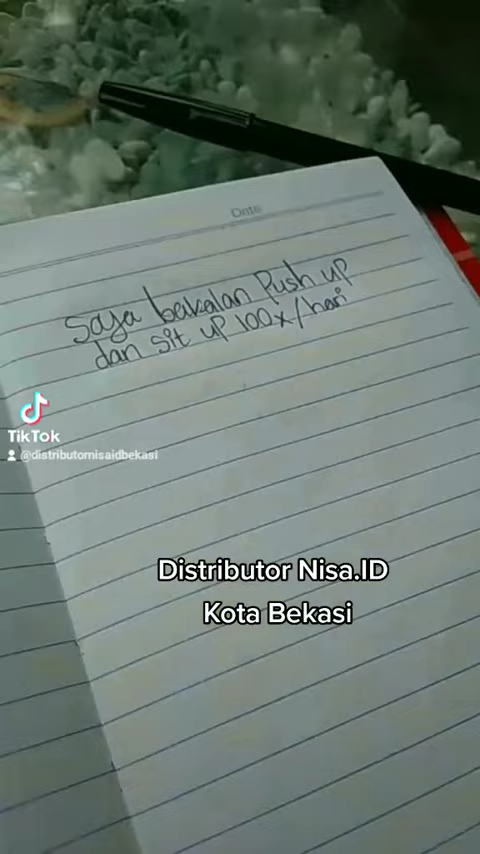 Date
saya bakalan Push up
dan sit up 100x/hari
TikTok
@distributornisaidbekasi
Distributor Nisa.ID
Kota Bekasi